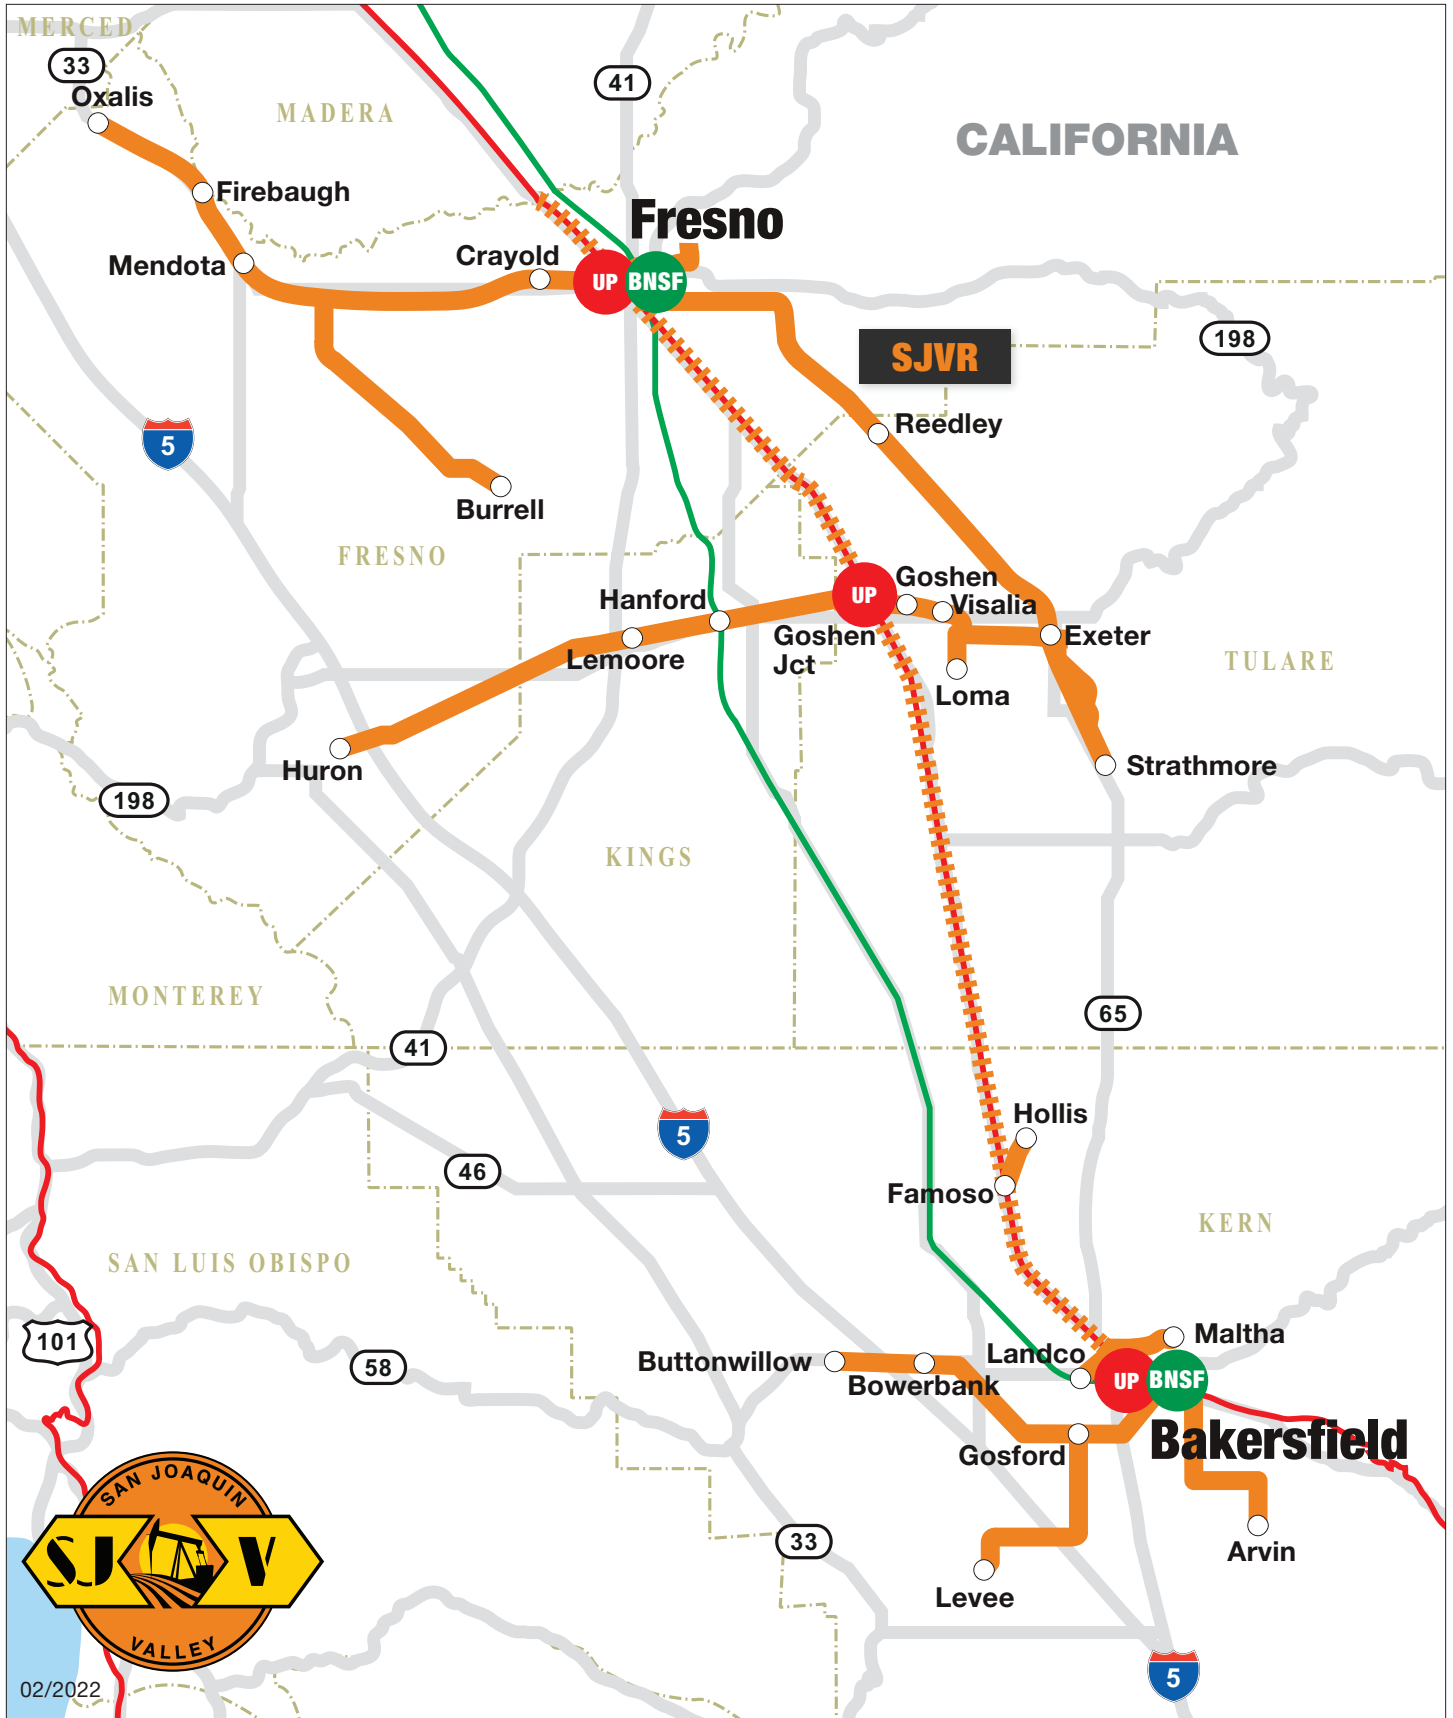 MERCED
33
Oxalis
MADERA
41
CALIFORNIA
Firebaugh
Fresno
Mendota
Crayold
UP
BNSF
198
SJVR
Reedley
5
Burrell
FRESNO
Hanford
UP
Goshen
Visalia
Goshen
Jct
Exeter
Lemoore
TULARE
Loma
Huron
Strathmore
198
KINGS
MONTEREY
65
41
Hollis
5
46
Famoso
KERN
SAN LUIS OBISPO
101
Maltha
58
Buttonwillow
Landco
Bowerbank
UP
BNSF
Bakersfield
Gosford
SAN JOAQUIN
SJ V
VALLEY
33
Arvin
Levee
5
02/2022